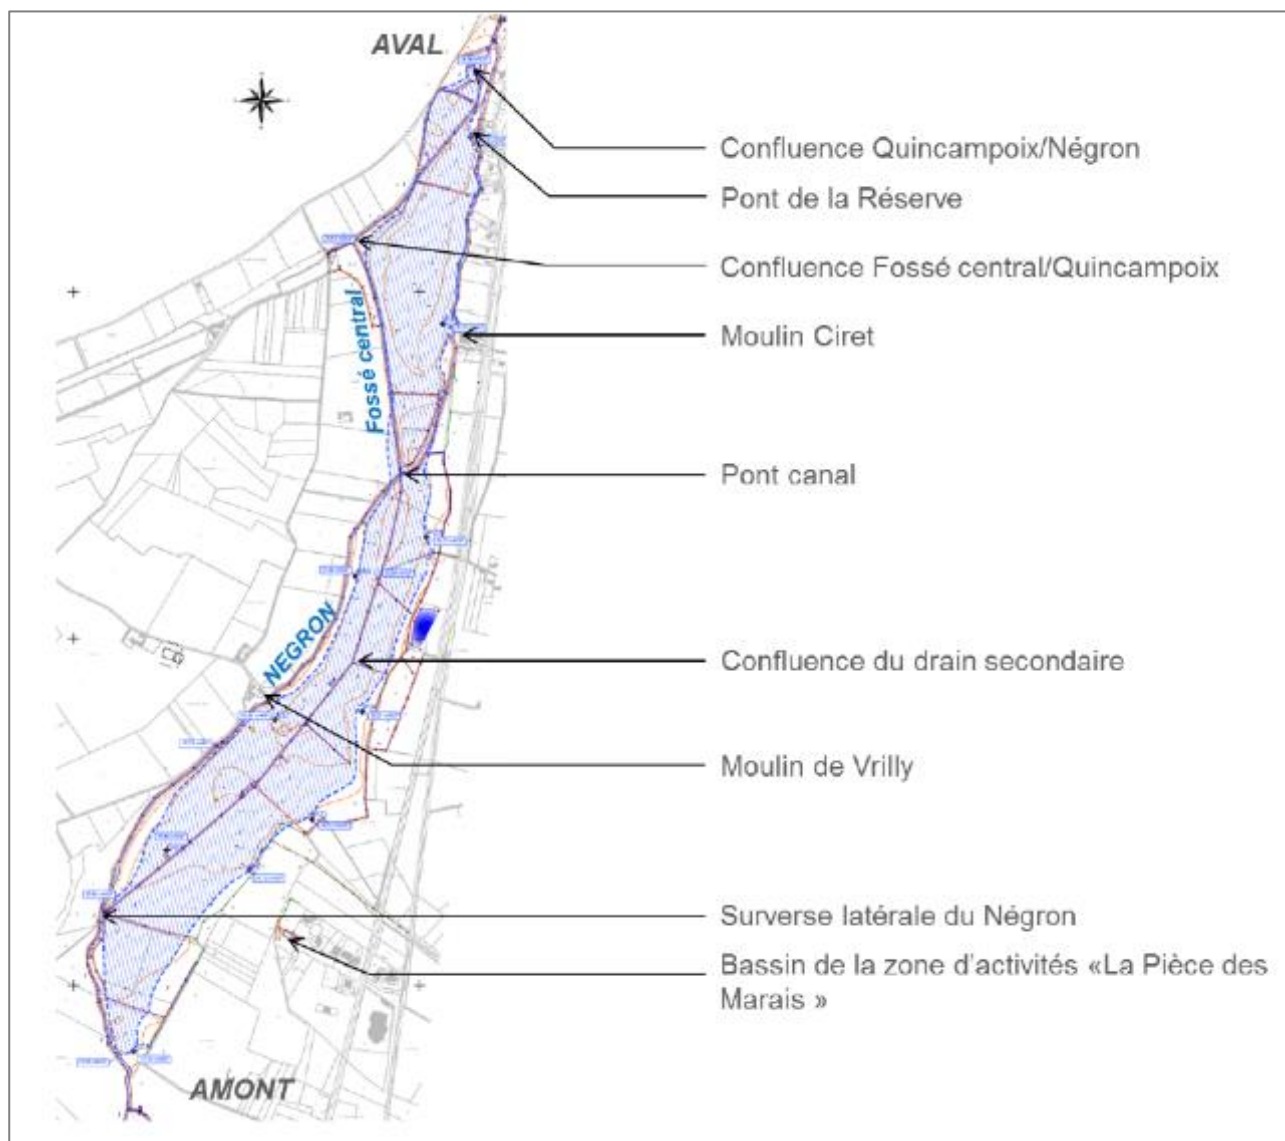 AVAL
Confluence Quincampoix/Négron
Pont de la Réserve
Confluence Fossé central/Quincampoix
Moulin Ciret
Fossé central
Pont canal
NEGRON
Confluence du drain secondaire
Moulin de Vrilly
Surverse latérale du Négron
Bassin de la zone d'activités «La Pièce des
Marais »
AMONT